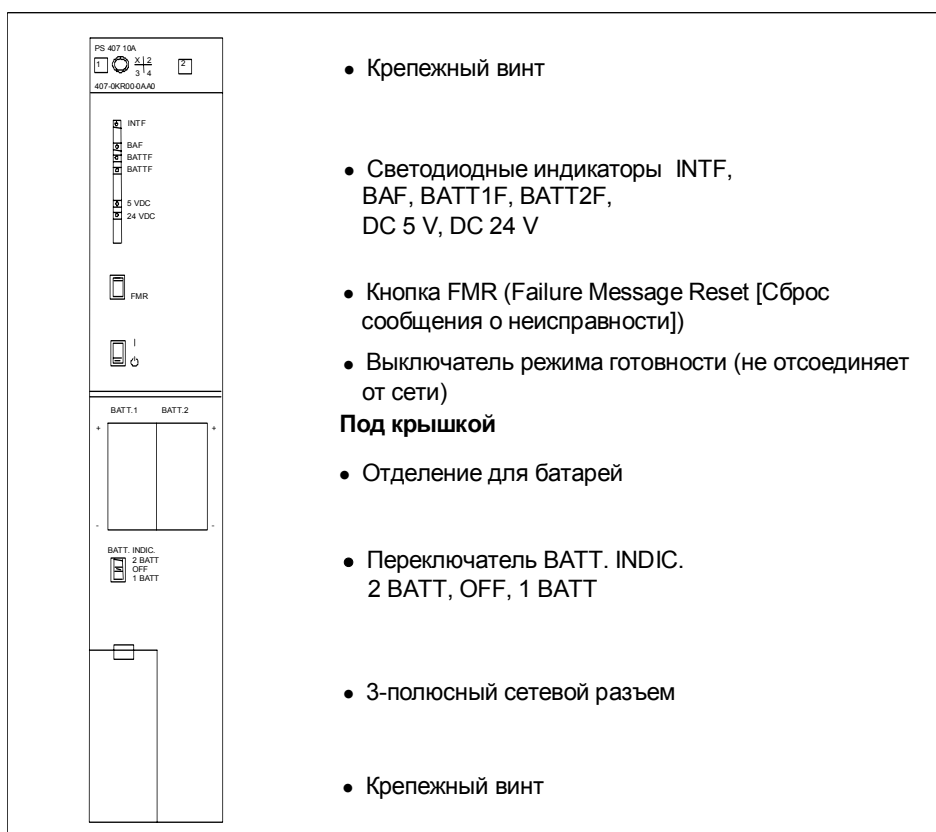 PS 407 10A
1
X 2
3 4
2
407-0KR00-0AA0
INTF
BAF
BATTF
BATTF
5 VDC
24 VDC
FMR
I
BATT.1 BATT.2
+ +
- -
BATT. INDIC.
2 BATT
OFF
1 BATT
• Крепежный винт
• Светодиодные индикаторы INTF,
BAF, BATT1F, BATT2F,
DC 5 V, DC 24 V
• Кнопка FMR (Failure Message Reset [Сброс
сообщения о неисправности])
• Выключатель режима готовности (не отсоединяет
от сети)
Под крышкой
• Отделение для батарей
• Переключатель BATT. INDIC.
2 BATT, OFF, 1 BATT
• 3-полюсный сетевой разъем
• Крепежный винт